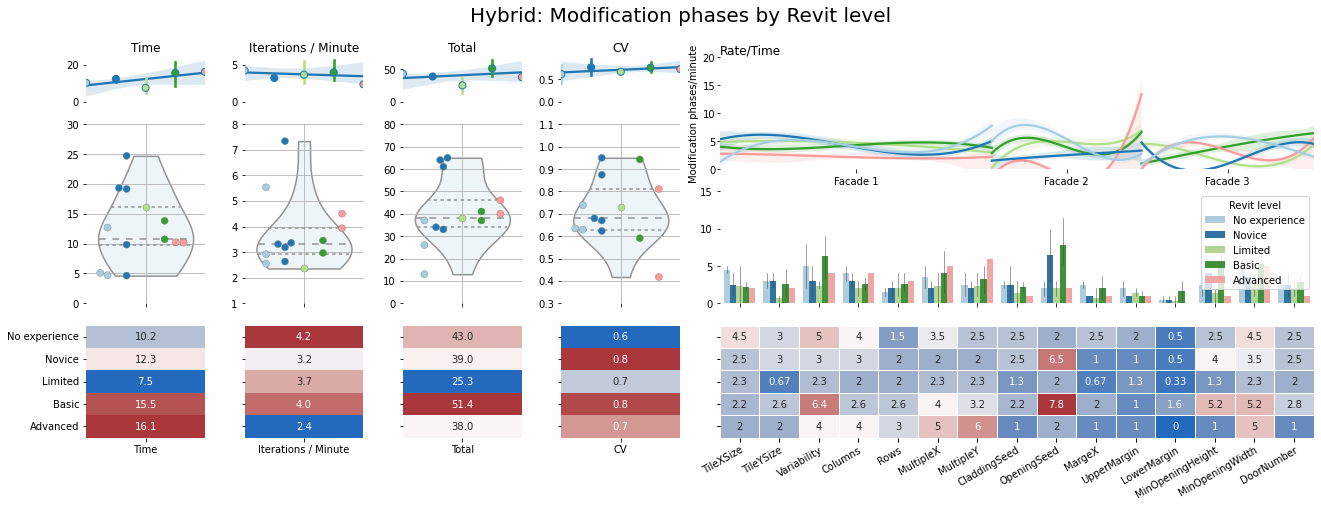 Hybrid: Modification phases by Revit level
Time
Iterations / Minute
Total
CV
Rate/Time
20
0
5
0
50
0
0.5
0.0
Modification phases/minute
20
15
10
5
0
Facade 1
Facade 2
Facade 3
30
25
20
15
10
5
0
8
7
6
5
4
3
2
1
80
70
60
50
40
30
20
10
0
1.1
1.0
0.9
0.8
0.7
0.6
0.5
0.4
0.3
15
10
5
0
Revit level
No experience
Novice
Limited
Basic
Advanced
No experience 10.2 4.2 43.0 0.6 4.5 3 5 4 1.5 3.5 2.5 2.5 2 2.5 2 0.5 2.5 4.5 2.5
Novice 12.3 3.2 39.0 0.8 2.5 3 3 3 2 2 2 2.5 6.5 1 1 0.5 4 3.5 2.5
Limited 7.5 3.7 25.3 0.7 2.3 0.67 2.3 2 2 2.3 2.3 1.3 2 0.67 1.3 0.33 1.3 2.3 2
Basic 15.5 4.0 51.4 0.8 2.2 2.6 6.4 2.6 2.6 4 3.2 2.2 7.8 2 1 1.6 5.2 5.2 2.8
Advanced 16.1 2.4 38.0 0.7 2 2 4 4 3 5 6 1 2 1 1 0 1 5 1
Time
Iterations / Minute
Total
CV
TileXSize
TileYSize
Variability
Columns
Rows
MultipleX
MultipleY
CladdingSeed
OpeningSeed
MargeX
UpperMargin
LowerMargin
MinOpeningHeight
MinOpeningWidth
DoorNumber